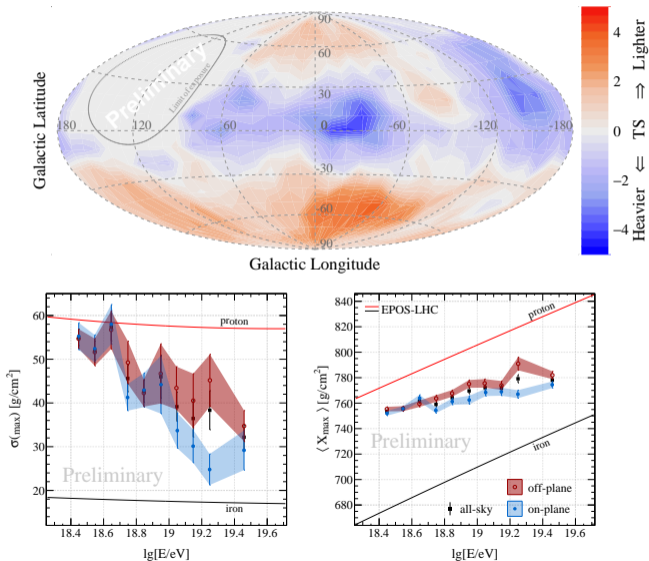 90
60
30
180
120
60
0
-60
-120
-180
30
-60
-90
Preliminary
Limit of exposure
Galactic Latitude
Galactic Longitude
4
2
0
−2
−4
Heavier ⇐ TS ⇒ Lighter
60
50
40
30
20
σ(max) [g/cm²]
proton
Preliminary
iron
18.4 18.6 18.8 19 19.2 19.4 19.6
lg[E/eV]
840
820
800
780
760
740
720
700
680
⟨ Xmax ⟩ [g/cm²]
EPOS-LHC
proton
Preliminary
iron
all-sky
off-plane
on-plane
18.4 18.6 18.8 19 19.2 19.4 19.6
lg[E/eV]